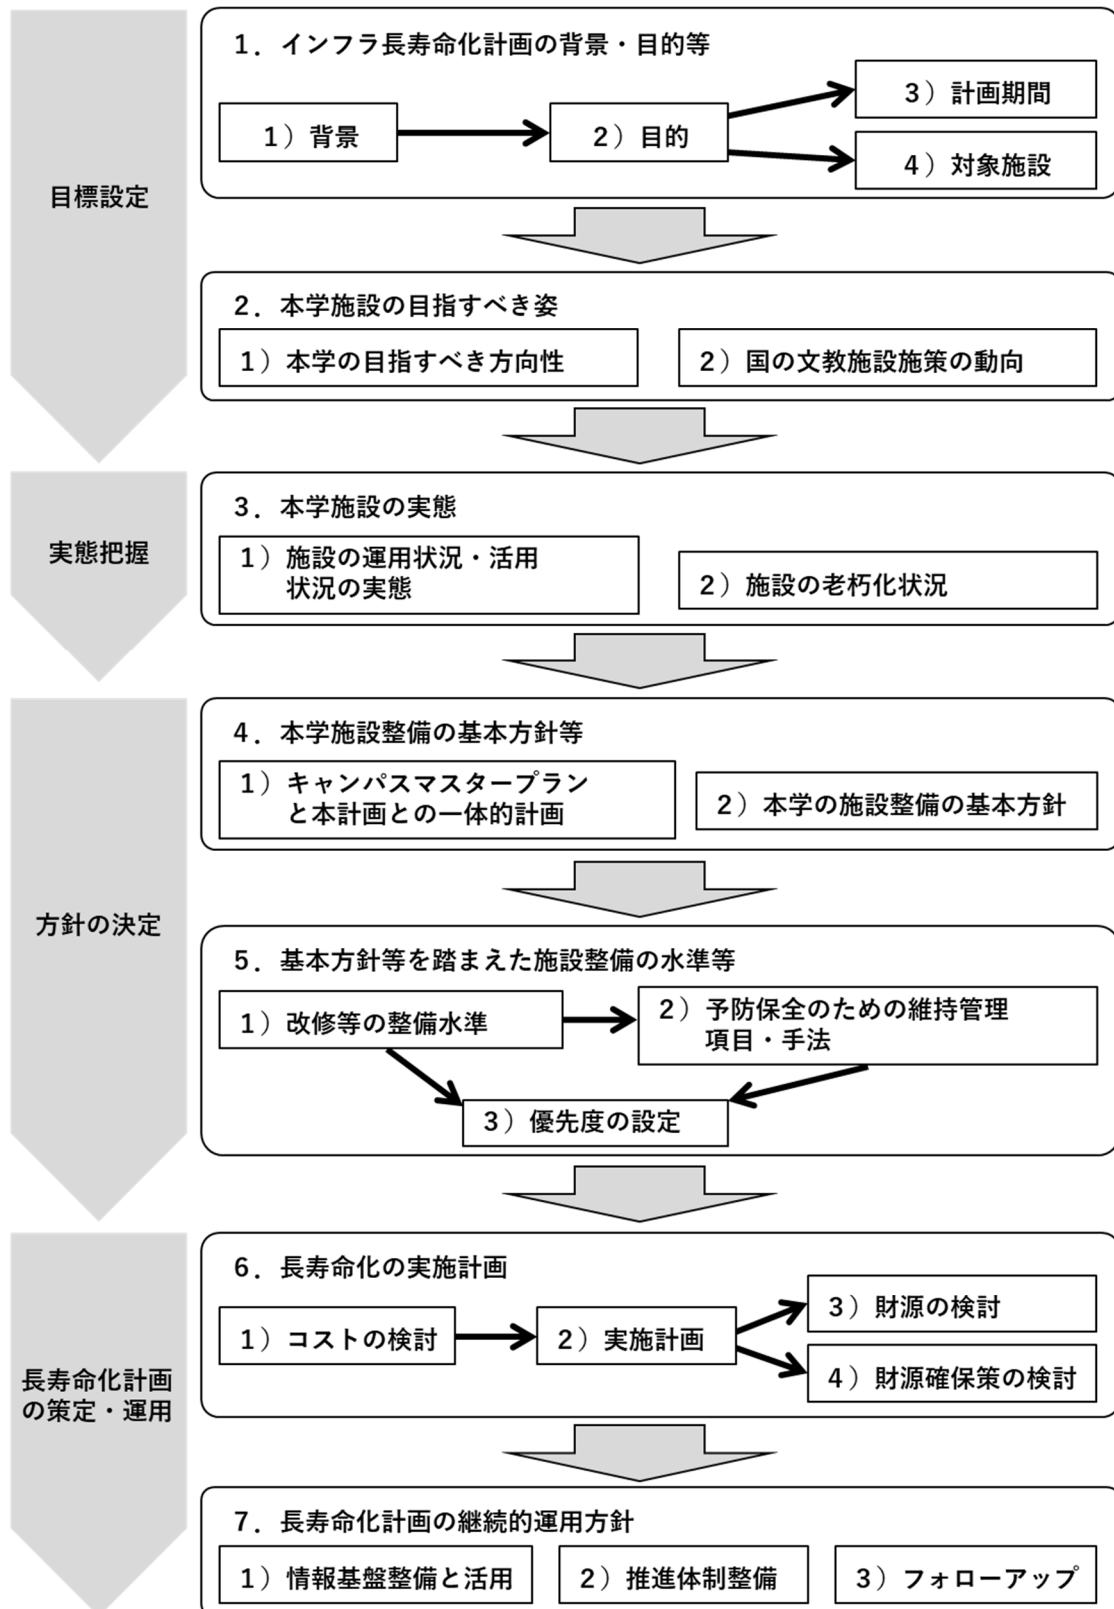 目標設定
1．インフラ長寿命化計画の背景・目的等
1）背景
2）目的
3）計画期間
4）対象施設
2．本学施設の目指すべき姿
1）本学の目指すべき方向性
2）国の文教施設施策の動向
実態把握
3．本学施設の実態
1）施設の運用状況・活用
状況の実態
2）施設の老朽化状況
方針の決定
4．本学施設整備の基本方針等
1）キャンパスマスタープラン
と本計画との一体的計画
2）本学の施設整備の基本方針
5．基本方針等を踏まえた施設整備の水準等
1）改修等の整備水準
2）予防保全のための維持管理
項目・手法
3）優先度の設定
長寿命化計画
の策定・運用
6．長寿命化の実施計画
1）コストの検討
2）実施計画
3）財源の検討
4）財源確保策の検討
7．長寿命化計画の継続的運用方針
1）情報基盤整備と活用
2）推進体制整備
3）フォローアップ